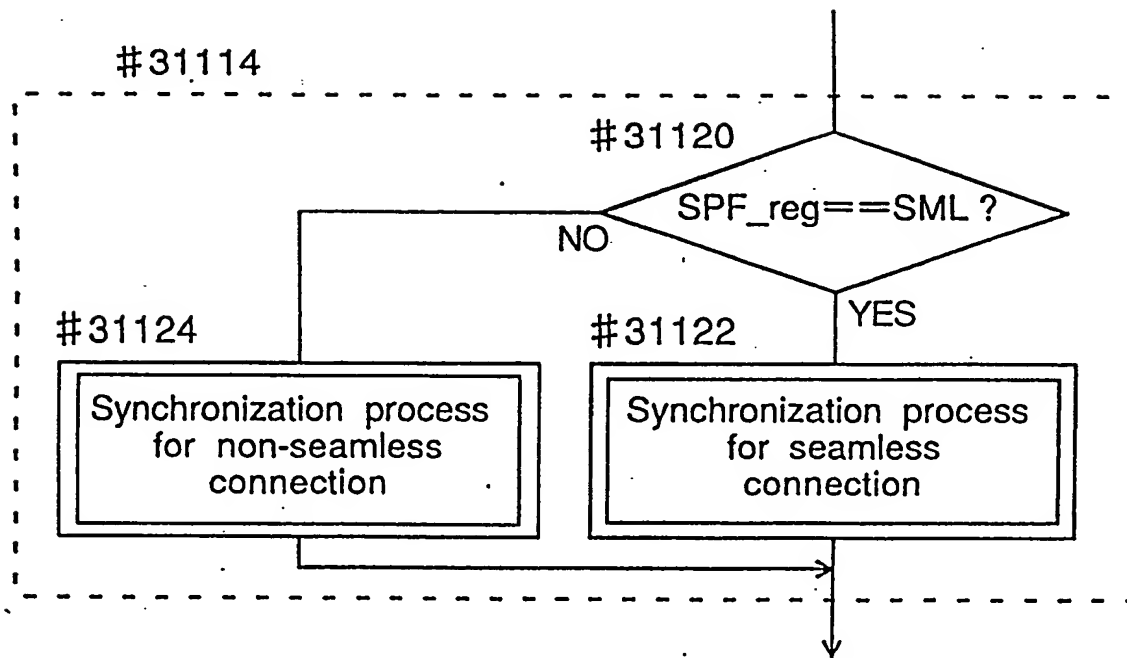 #31114
#31120
SPF_reg==SML ?
NO
YES
#31124
#31122
Synchronization process
for non-seamless
connection
Synchronization process
for seamless
connection